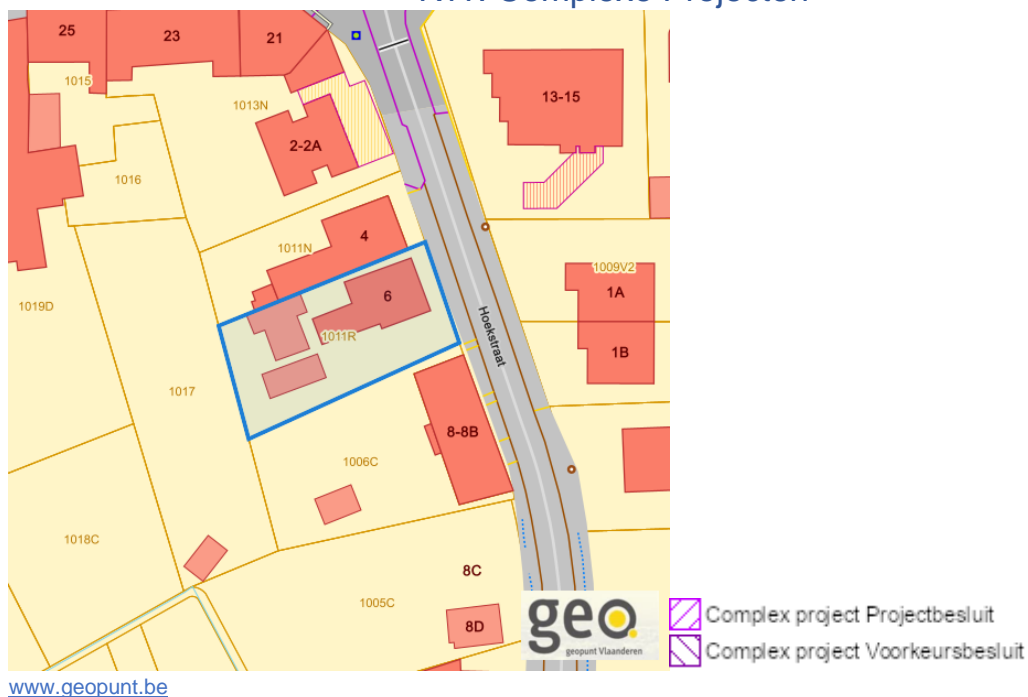 25
23
21
1015
1013N
13-15
2-2A
1016
4
1011N
1009V2
6
1A
1019D
Hoekstraat
1011R
1B
1017
8-8B
1006C
1018C
8C
1005C
8D
geo
geopunt Vlaanderen
Complex project Projectbesluit
Complex project Voorkeursbesluit
www.geopunt.be